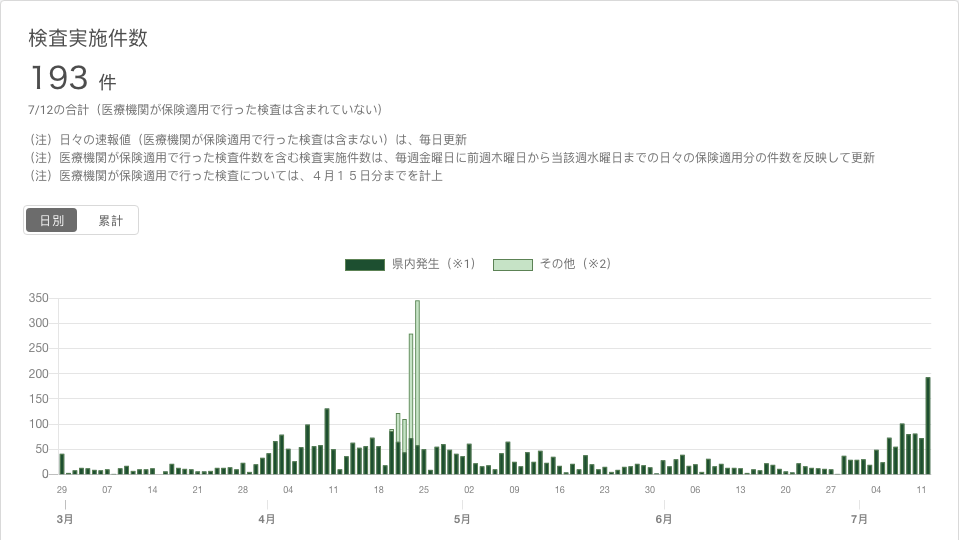 検査実施件数
193 件
7/12の合計（医療機関が保険適用で行った検査は含まれていない）
（注）日々の速報値（医療機関が保険適用で行った検査は含まない）は、毎日更新
（注）医療機関が保険適用で行った検査件数を含む検査実施件数は、毎週金曜日に前週木曜日から当該週水曜日までの日々の保険適用分の件数を反映して更新
（注）医療機関が保険適用で行った検査については、４月１５日分までを計上
日別 累計
県内発生（※1） その他（※2）
350
300
250
200
150
100
50
0
29 07 14 21 28 04 11 18 25 02 09 16 23 30 06 13 20 27 04 11
3月 4月 5月 6月 7月